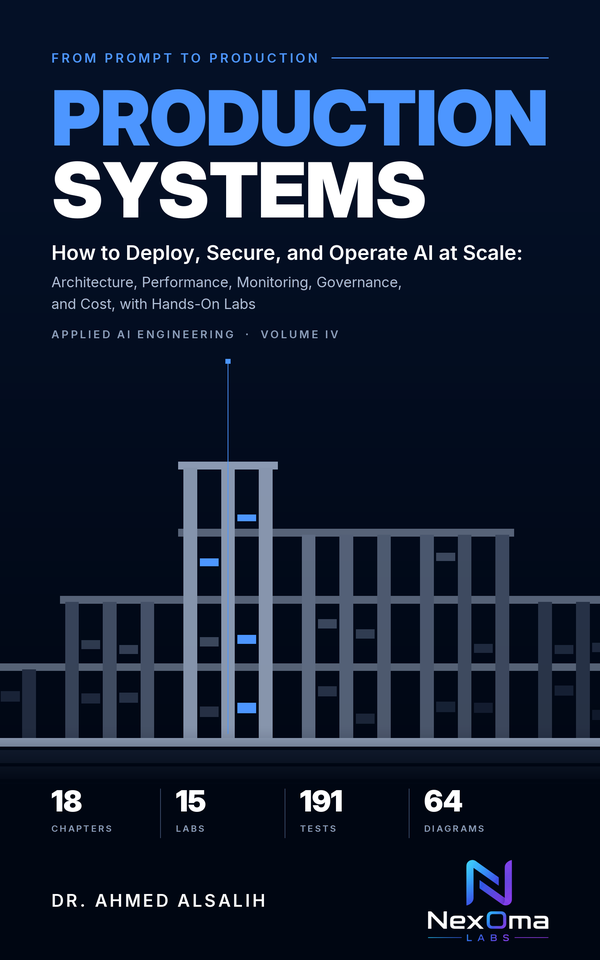 FROM PROMPT TO PRODUCTION
PRODUCTION
SYSTEMS
How to Deploy, Secure, and Operate AI at Scale:
Architecture, Performance, Monitoring, Governance,
and Cost, with Hands-On Labs
APPLIED AI ENGINEERING · VOLUME IV
18 15 191 64
CHAPTERS LABS TESTS DIAGRAMS
DR. AHMED ALSALIH
NexOma
LABS